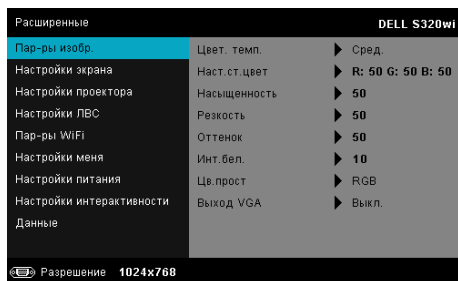 Расширенные DELL S320wi
Пар-ры изобр. Цвет. темп. Сред.
Настройки экрана Наст.ст.цвет R: 50 G: 50 B: 50
Настройки проектора Насыщенность 50
Настройки ЛВС Резкость 50
Пар-ры WiFi Оттенок 50
Настройки меня Инт.бел. 10
Настройки питания Цв.прост RGB
Настройки интерактивности Выход VGA Выкл.
Данные
Разрешение 1024x768